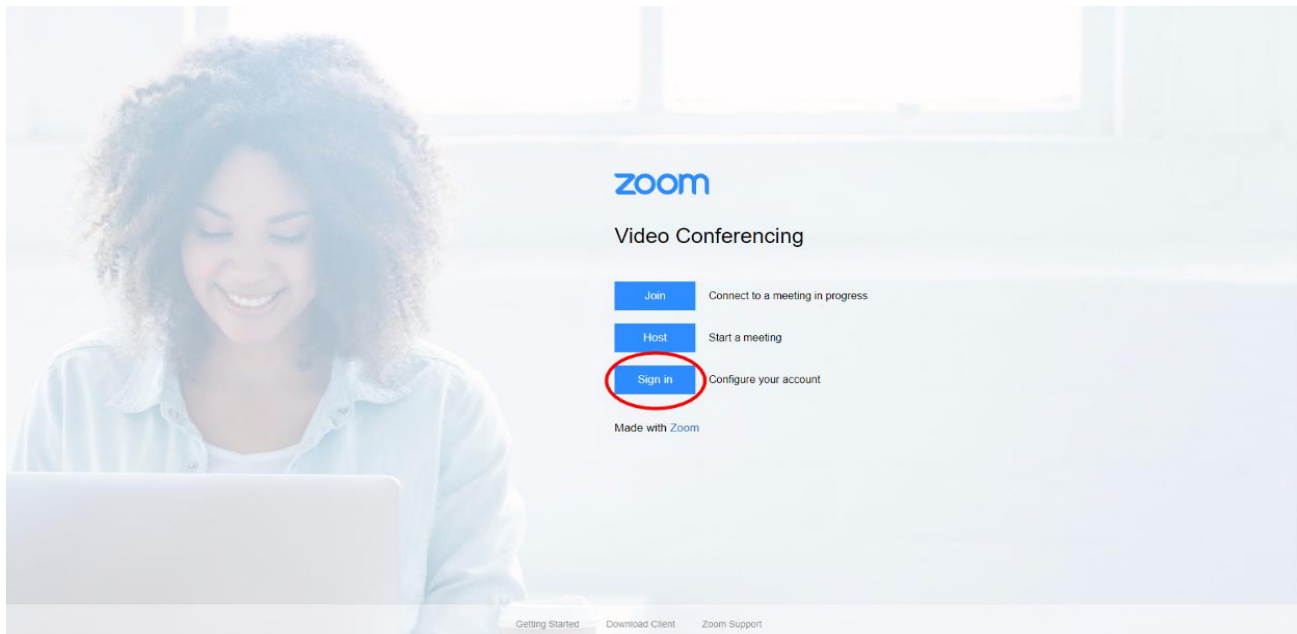 zoom
Video Conferencing
Join Connect to a meeting in progress
Host Start a meeting
Sign in Configure your account
Made with Zoom
Getting Started Download Client Zoom Support